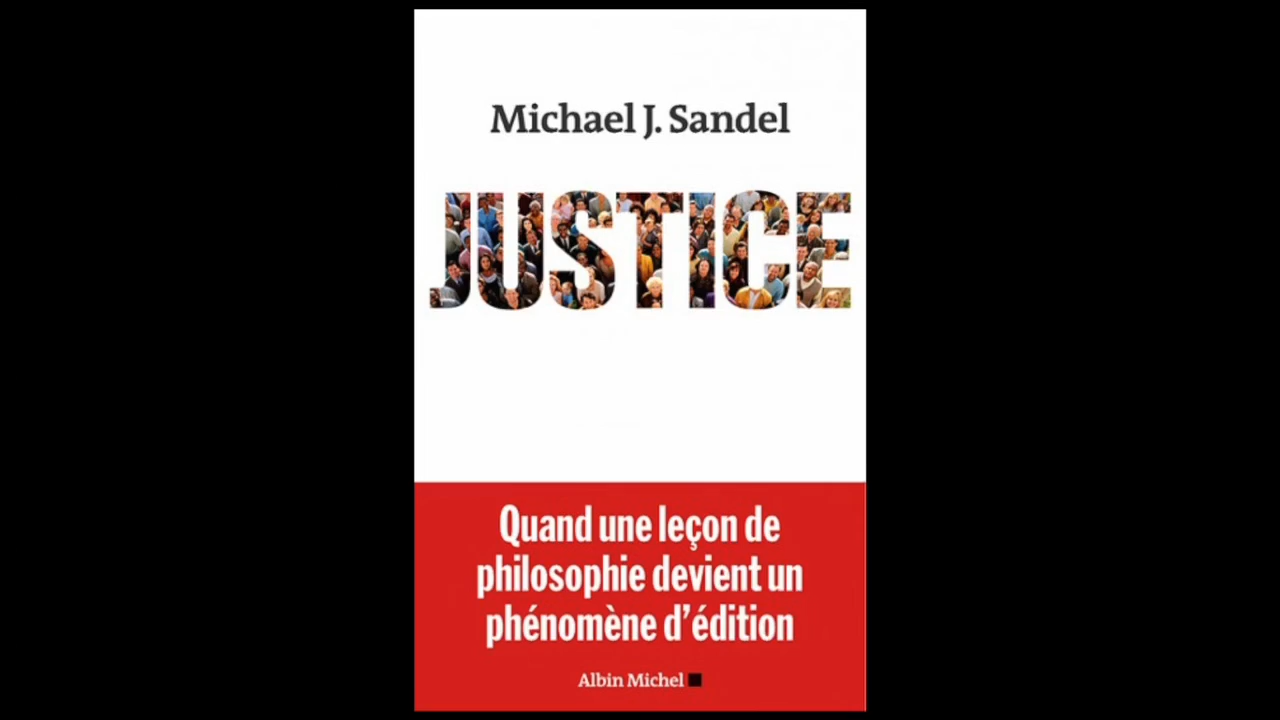 Michael J. Sandel
JUSTICE
Quand une leçon de
philosophie devient un
phénomène d’édition
Albin Michel